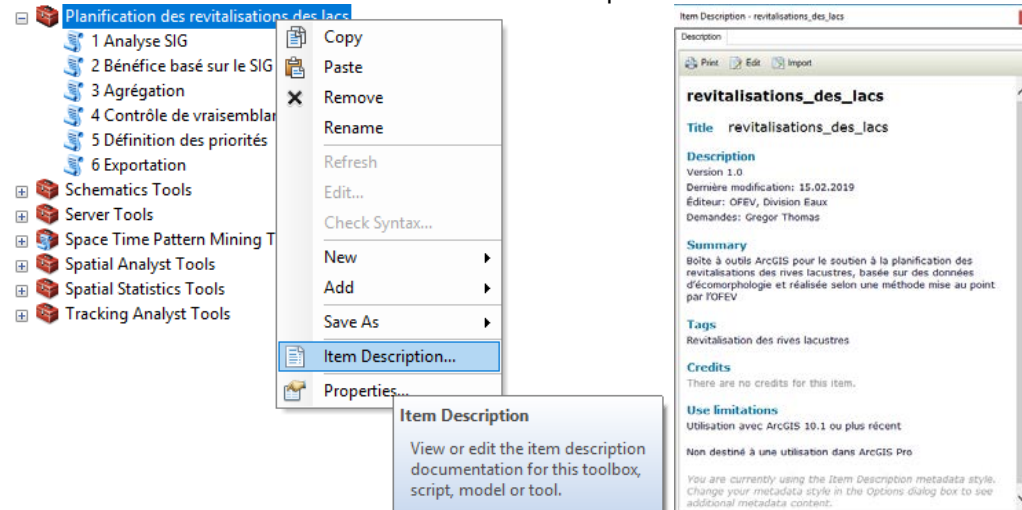 Planification des revitalisations des lacs
1 Analyse SIG
2 Bénéfice basé sur le SIG
3 Agrégation
4 Contrôle de vraisemblan
5 Définition des priorités
6 Exportation
Schematics Tools
Server Tools
Space Time Pattern Mining T
Spatial Analyst Tools
Spatial Statistics Tools
Tracking Analyst Tools
Copy
Paste
Remove
Rename
Refresh
Edit...
Check Syntax...
New
Add
Save As
Item Description...
Properties...
Item Description
View or edit the item description
documentation for this toolbox,
script, model or tool.
Item Description - revitalisations_des_lacs
Description
Print Edit Import
revitalisations_des_lacs
Title revitalisations_des_lacs
Description
Version 1.0
Dernière modification: 15.02.2019
Éditeur: OFEV, Division Eaux
Demandes: Gregor Thomas
Summary
Boîte à outils ArcGIS pour le soutien à la planification des
revitalisations des rives lacustres, basée sur des données
d'écomorphologie et réalisée selon une méthode mise au point
par l'OFEV
Tags
Revitalisation des rives lacustres
Credits
There are no credits for this item.
Use limitations
Utilisation avec ArcGIS 10.1 ou plus récent
Non destiné à une utilisation dans ArcGIS Pro
You are currently using the Item Description metadata style.
Change your metadata style in the Options dialog box to see
additional metadata content.